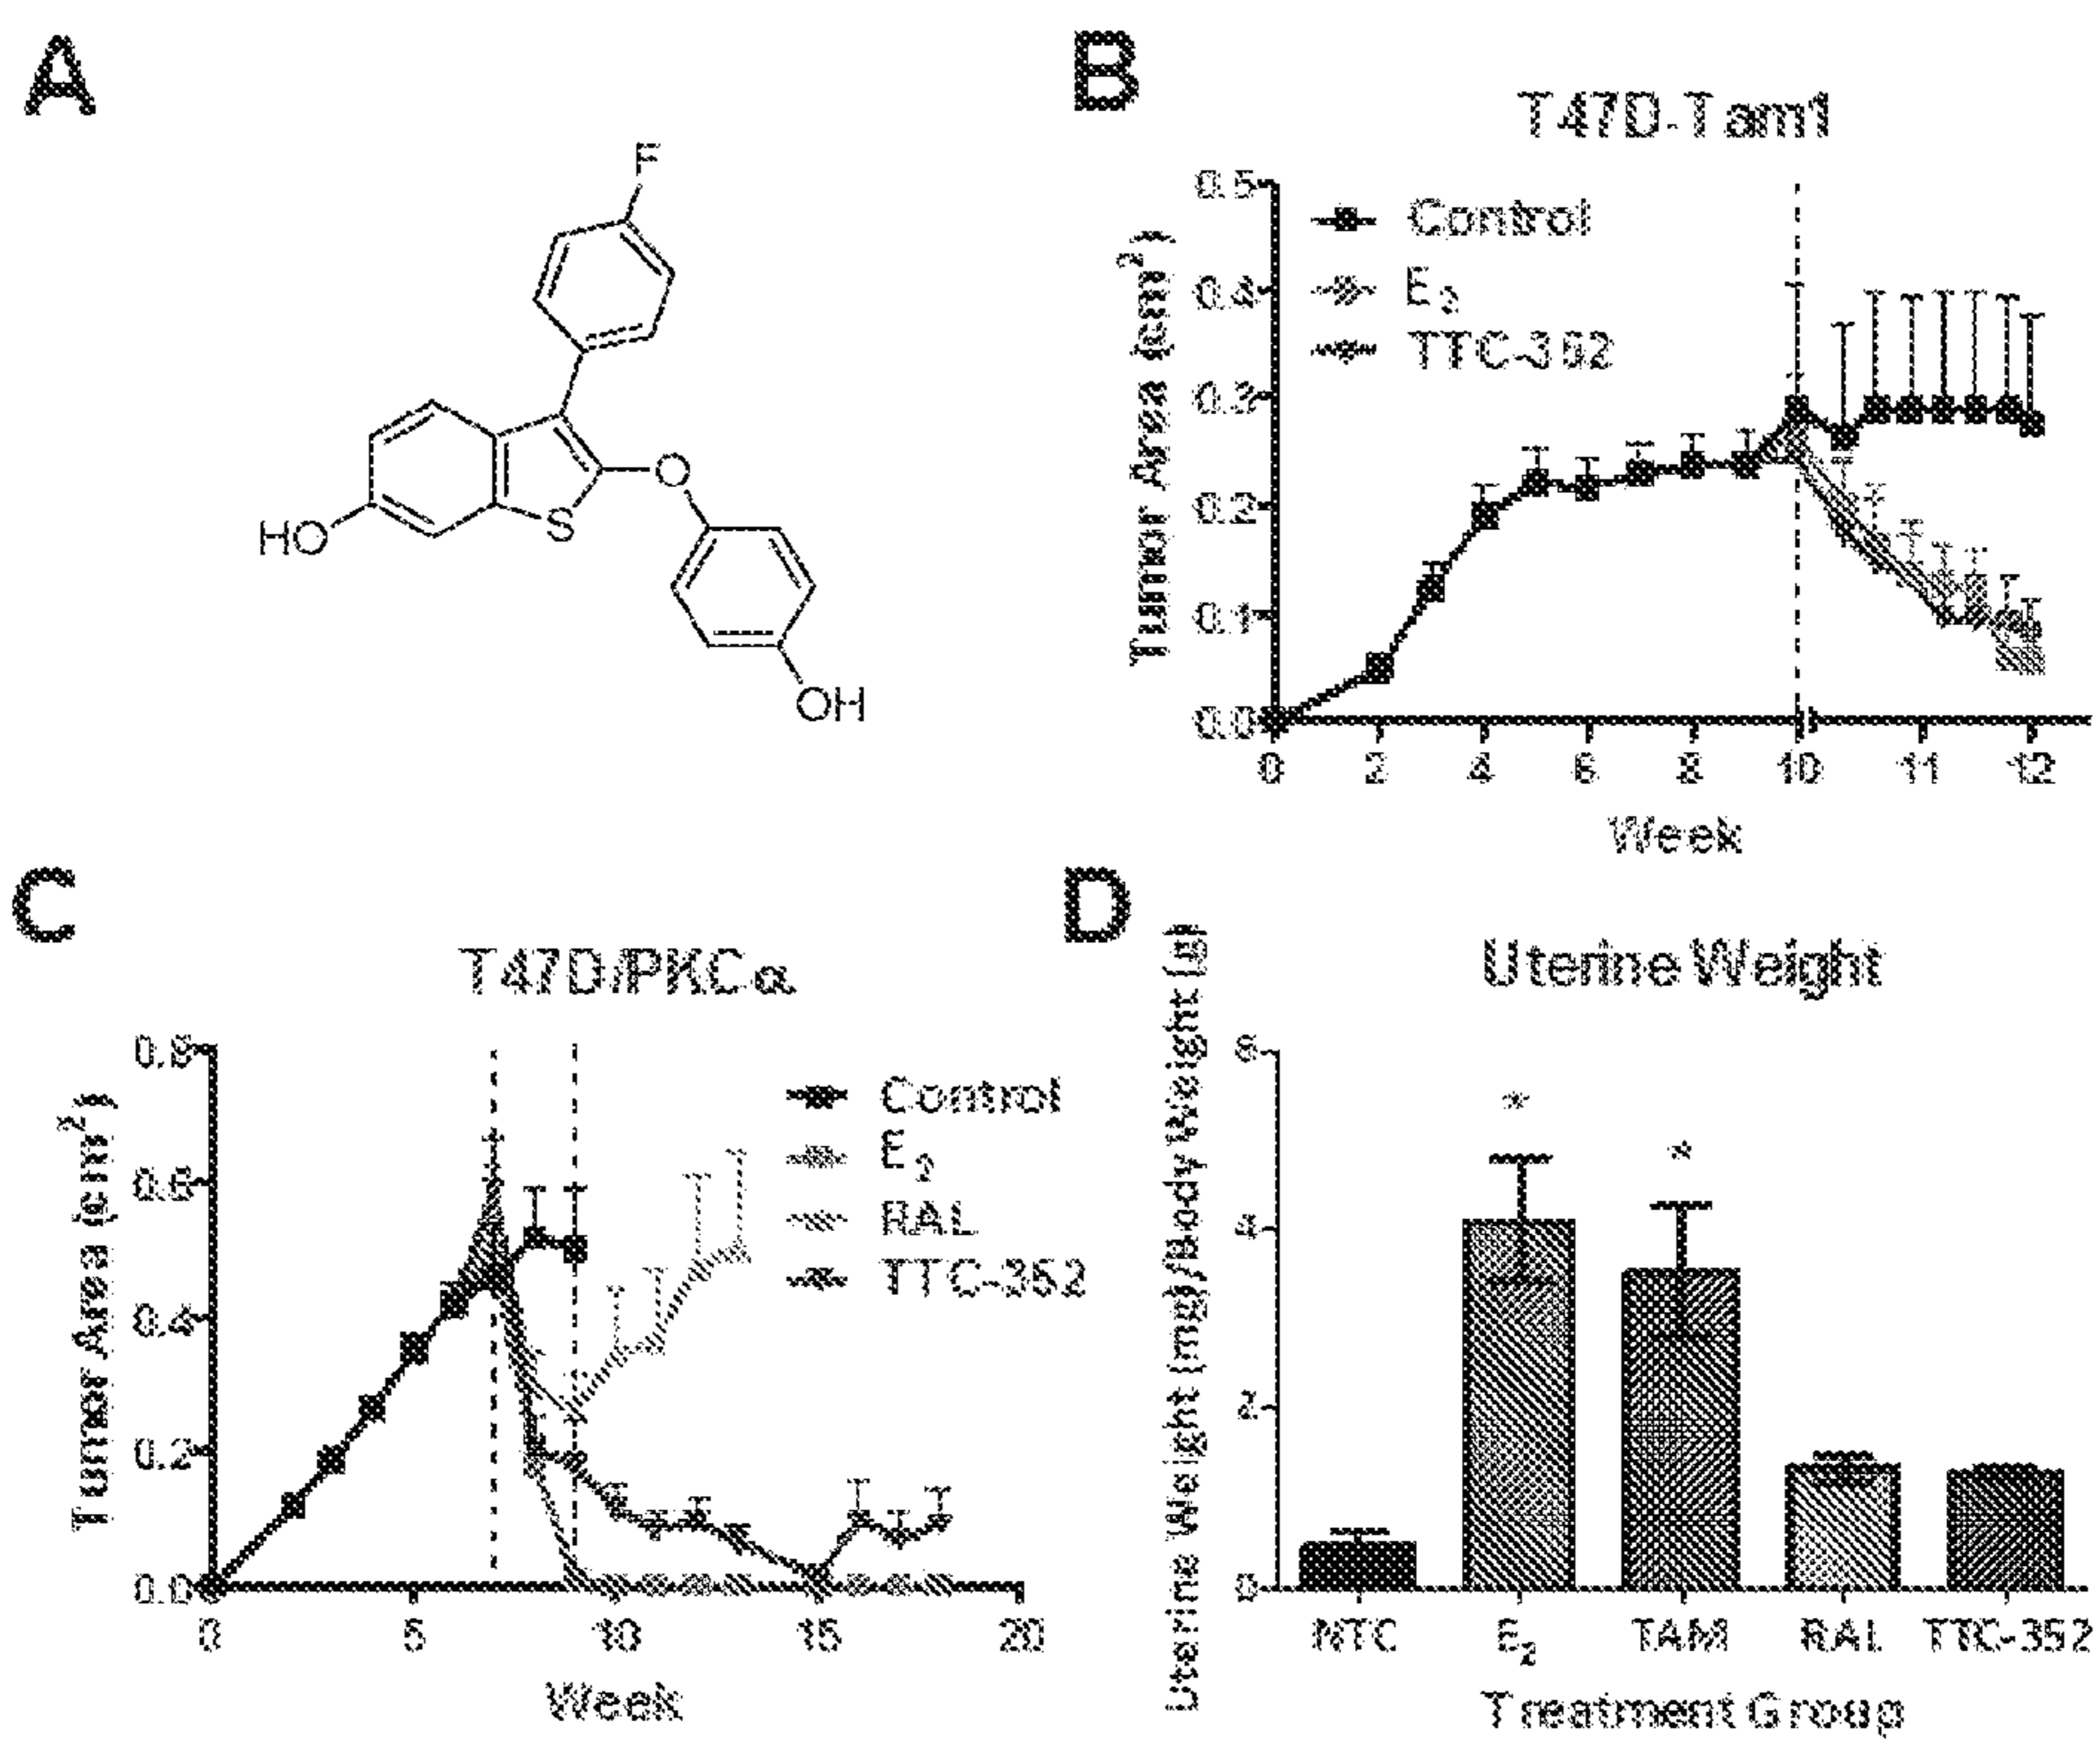 A
F
O
S
HO
OH
B
T47D-Tam1
0.5
0.4
0.3
0.2
0.1
0.0
Tumor Area (cm²)
Control
E₂
TTC-352
0 2 4 6 8 10 11 12
Week
C
T47D/PKCα
0.8
0.6
0.4
0.2
0.0
Tumor Area (cm²)
Control
E₂
RAL
TTC-352
0 5 10 15 20
Week
D
Uterine Weight
Uterine Weight (mg)/Body Weight (g)
6
4
2
0
*
*
NTC E₂ TAM RAL TTC-352
Treatment Group